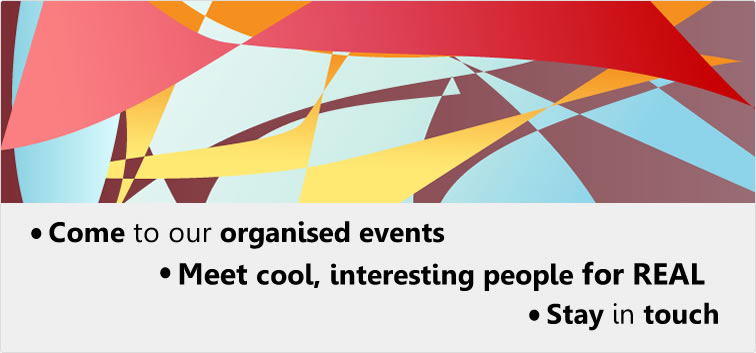 • Come to our organised events
• Meet cool, interesting people for REAL
• Stay in touch